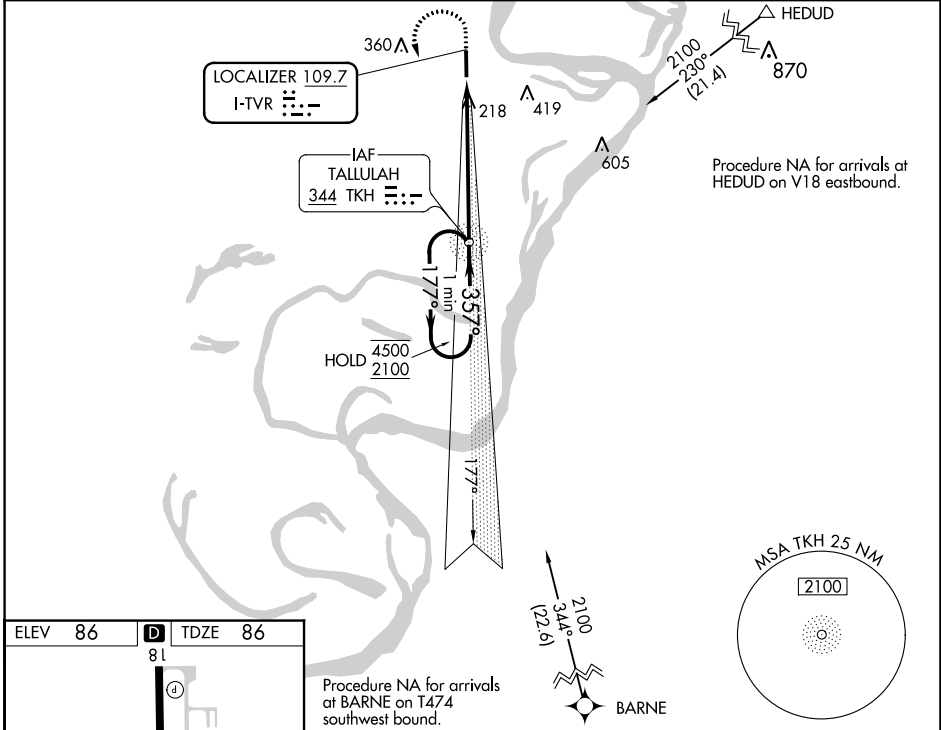 HEDUD
2100
230°
(21.4)
870
360
LOCALIZER 109.7
I-TVR
218
419
605
IAF
TALLULAH
344 TKH
Procedure NA for arrivals at
HEDUD on V18 eastbound.
177°
1 min
357°
HOLD
4500
2100
177°
MSA TKH 25 NM
2100
2100
344°
(22.6)
BARNE
Procedure NA for arrivals
at BARNE on T474
southwest bound.
ELEV 86 D TDZE 86
18
P